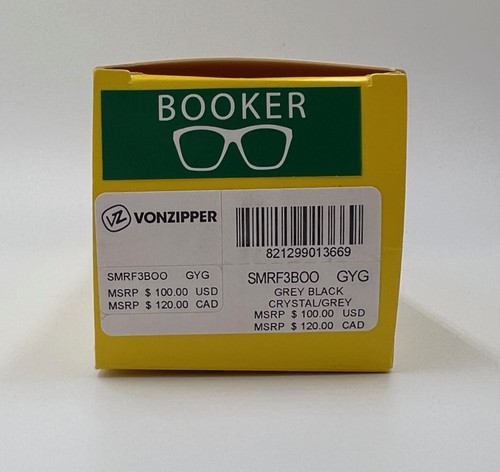 BOOKER
VZ VONZIPPER
821299013669
SMRF3BOO GYG
MSRP $ 100.00 USD
MSRP $ 120.00 CAD
SMRF3BOO GYG
GREY BLACK
CRYSTAL/GREY
MSRP $ 100.00 USD
MSRP $ 120.00 CAD